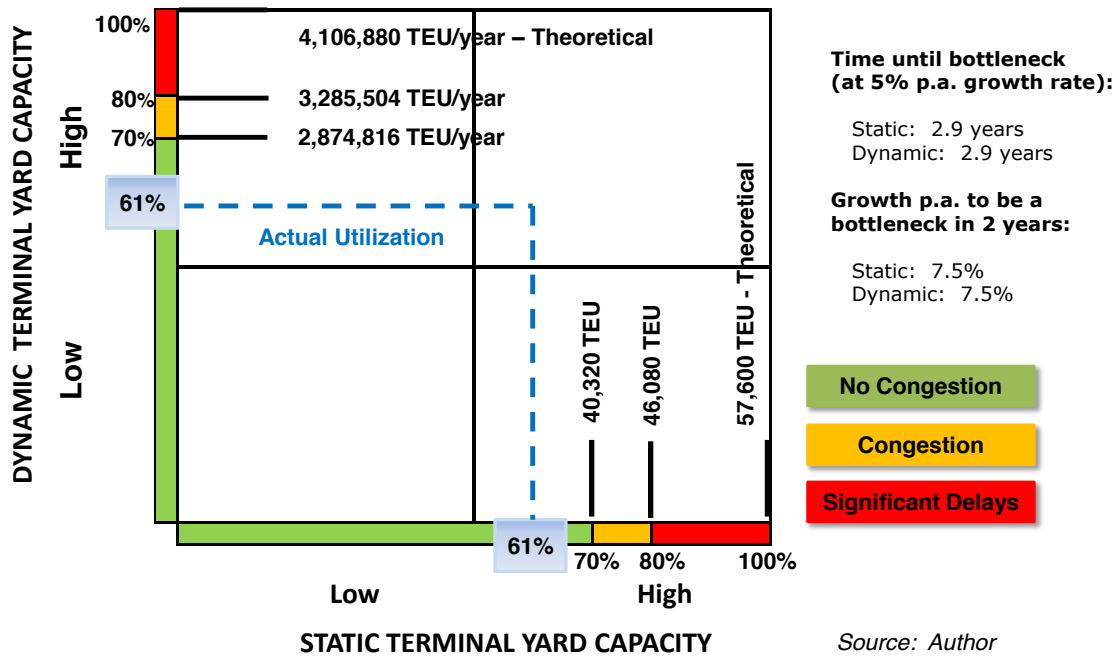 DYNAMIC TERMINAL YARD CAPACITY
High
Low
100%
80%
70%
61%
4,106,880 TEU/year – Theoretical
3,285,504 TEU/year
2,874,816 TEU/year
Actual Utilization
40,320 TEU
46,080 TEU
57,600 TEU - Theoretical
61%
70%
80%
100%
Low
High
STATIC TERMINAL YARD CAPACITY
Time until bottleneck
(at 5% p.a. growth rate):
Static: 2.9 years
Dynamic: 2.9 years
Growth p.a. to be a
bottleneck in 2 years:
Static: 7.5%
Dynamic: 7.5%
No Congestion
Congestion
Significant Delays
Source: Author